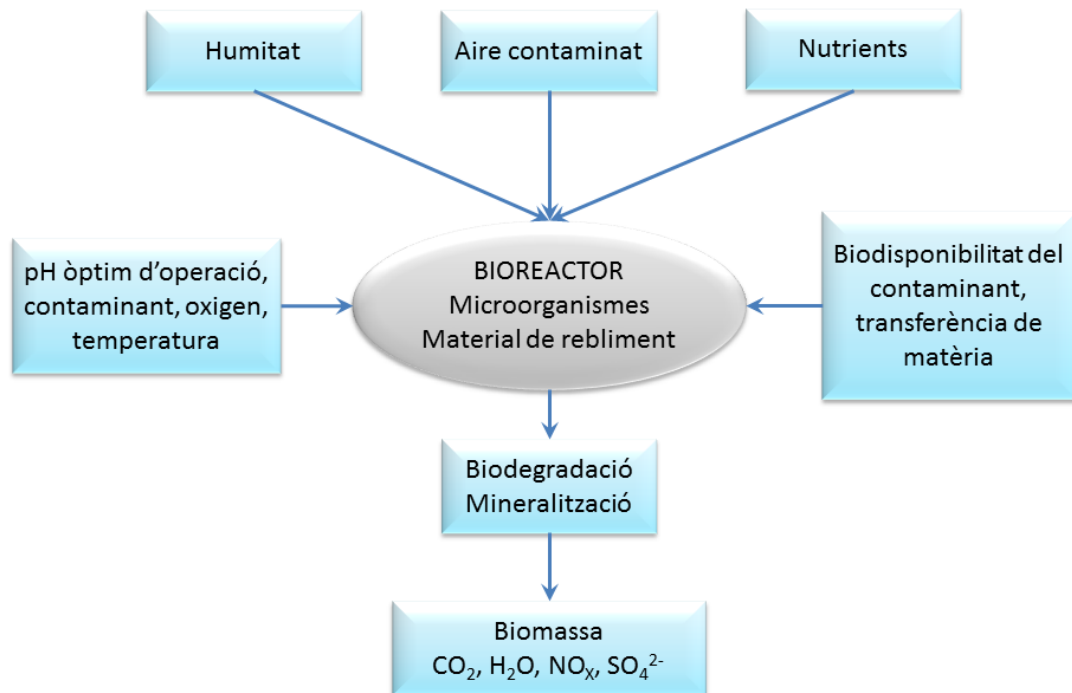 Humitat
Aire contaminat
Nutrients
pH òptim d'operació,
contaminant, oxigen,
temperatura
BIOREACTOR
Microorganismes
Material de rebliment
Biodisponibilitat del
contaminant,
transferència de
matèria
Biodegradació
Mineralització
Biomassa
CO₂, H₂O, NOₓ, SO₄²⁻